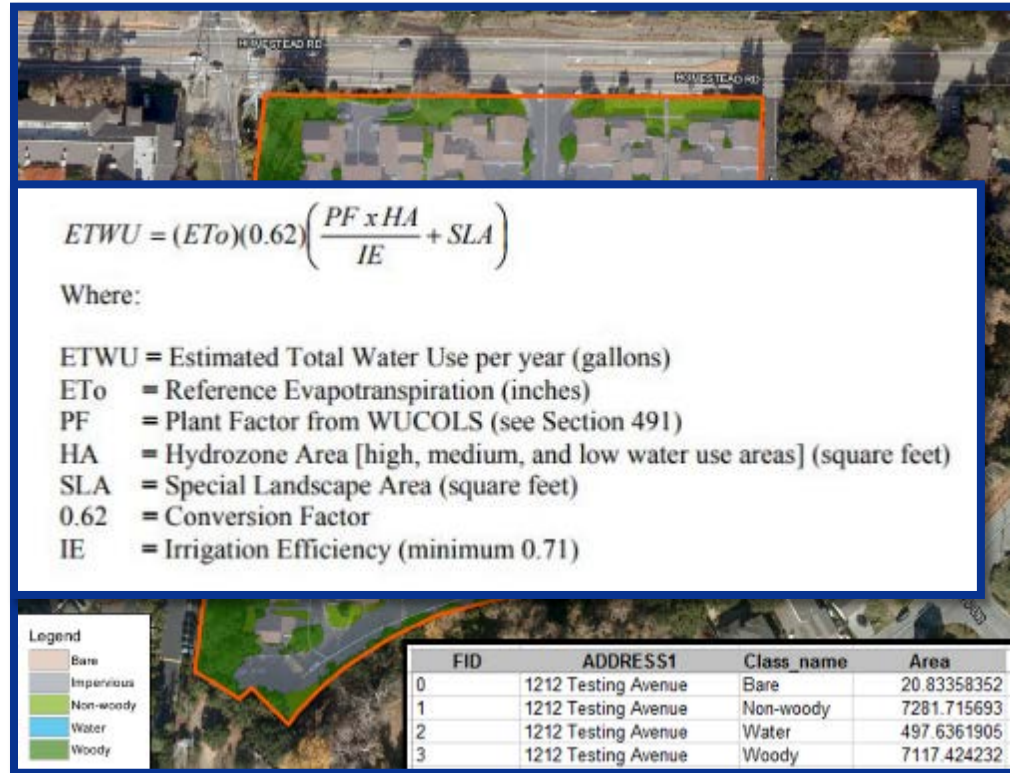 HOMESTEAD RD
HOMESTEAD RD
ETWU = (ETo)(0.62)(PF x HA / IE + SLA)
Where:
ETWU = Estimated Total Water Use per year (gallons)
ETo = Reference Evapotranspiration (inches)
PF = Plant Factor from WUCOLS (see Section 491)
HA = Hydrozone Area [high, medium, and low water use areas] (square feet)
SLA = Special Landscape Area (square feet)
0.62 = Conversion Factor
IE = Irrigation Efficiency (minimum 0.71)
Legend
Bare
Impervious
Non-woody
Water
Woody
FID ADDRESS1 Class_name Area
0 1212 Testing Avenue Bare 20.83358352
1 1212 Testing Avenue Non-woody 7281.715693
2 1212 Testing Avenue Water 497.6361905
3 1212 Testing Avenue Woody 7117.424232